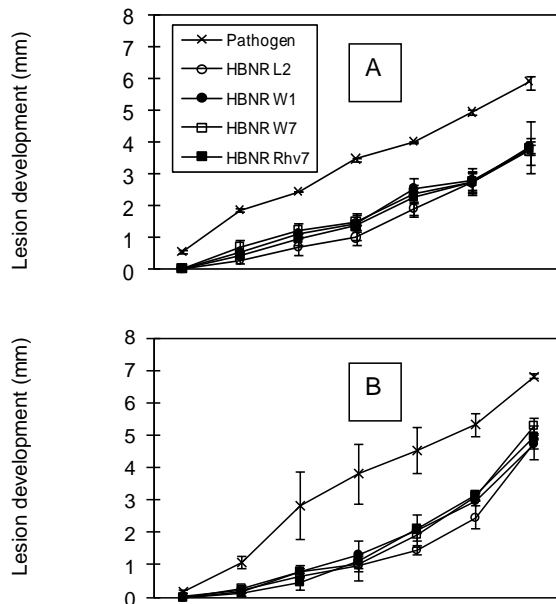 Lesion development (mm)
8
7
6
5
4
3
2
1
0
Pathogen
HBNR L2
HBNR W1
HBNR W7
HBNR Rhv7
A
Lesion development (mm)
8
7
6
5
4
3
2
1
0
B